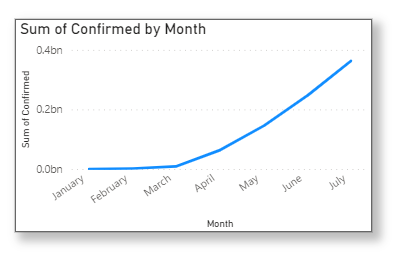 Sum of Confirmed by Month
0.4bn
0.2bn
0.0bn
Sum of Confirmed
January
February
March
April
May
June
July
Month